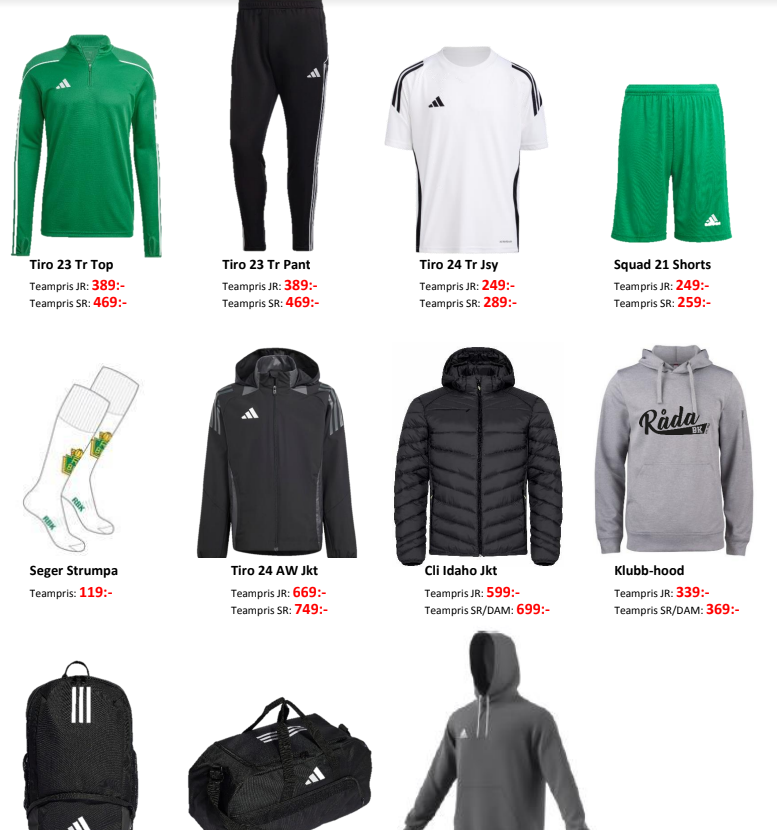 Tiro 23 Tr Top
Teampris JR: 389:-
Teampris SR: 469:-
Tiro 23 Tr Pant
Teampris JR: 389:-
Teampris SR: 469:-
Tiro 24 Tr Jsy
Teampris JR: 249:-
Teampris SR: 289:-
Squad 21 Shorts
Teampris JR: 249:-
Teampris SR: 259:-
RBK
RBK
Råda
BK
Seger Strumpa
Teampris: 119:-
Tiro 24 AW Jkt
Teampris JR: 669:-
Teampris SR: 749:-
Cli Idaho Jkt
Teampris JR: 599:-
Teampris SR/DAM: 699:-
Klubb-hood
Teampris JR: 339:-
Teampris SR/DAM: 369:-